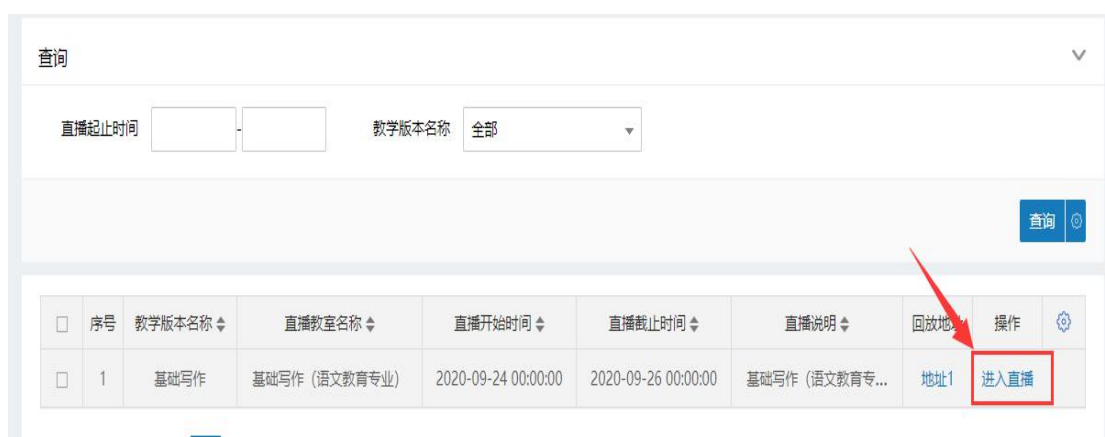 查询
直播起止时间 - 教学版本名称 全部
查询
序号 教学版本名称 直播教室名称 直播开始时间 直播截止时间 直播说明 回放地址 操作
1 基础写作 基础写作（语文教育专业） 2020-09-24 00:00:00 2020-09-26 00:00:00 基础写作（语文教育专... 地址1 进入直播